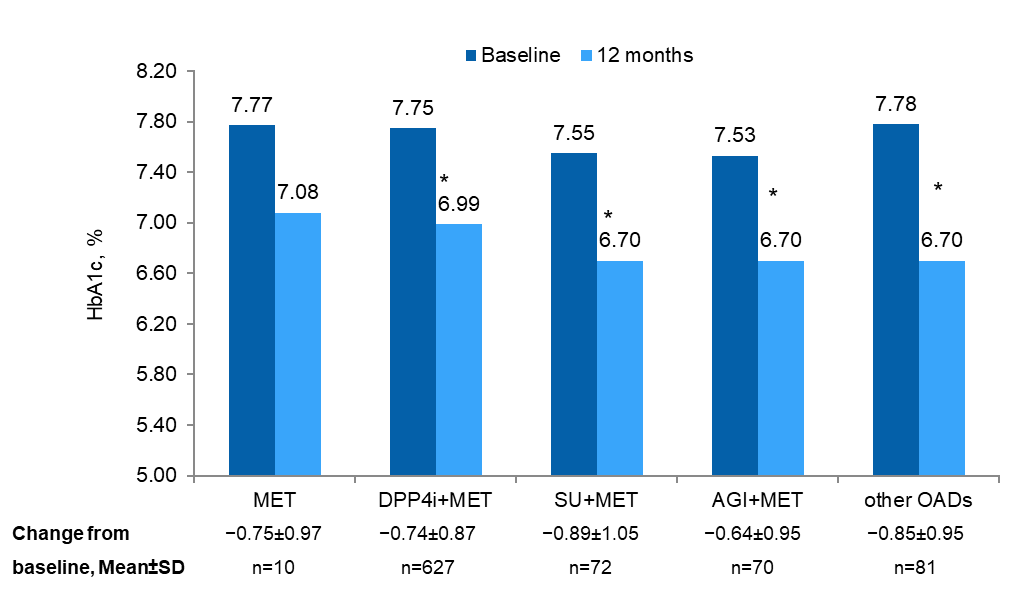 Baseline 12 months
8.20
7.80
7.40
7.00
6.60
6.20
5.80
5.40
5.00
HbA1c, %
7.77 7.75 7.55 7.53 7.78
* * * *
7.08 6.99 6.70 6.70 6.70
MET DPP4i+MET SU+MET AGI+MET other OADs
Change from −0.75±0.97 −0.74±0.87 −0.89±1.05 −0.64±0.95 −0.85±0.95
baseline, Mean±SD n=10 n=627 n=72 n=70 n=81